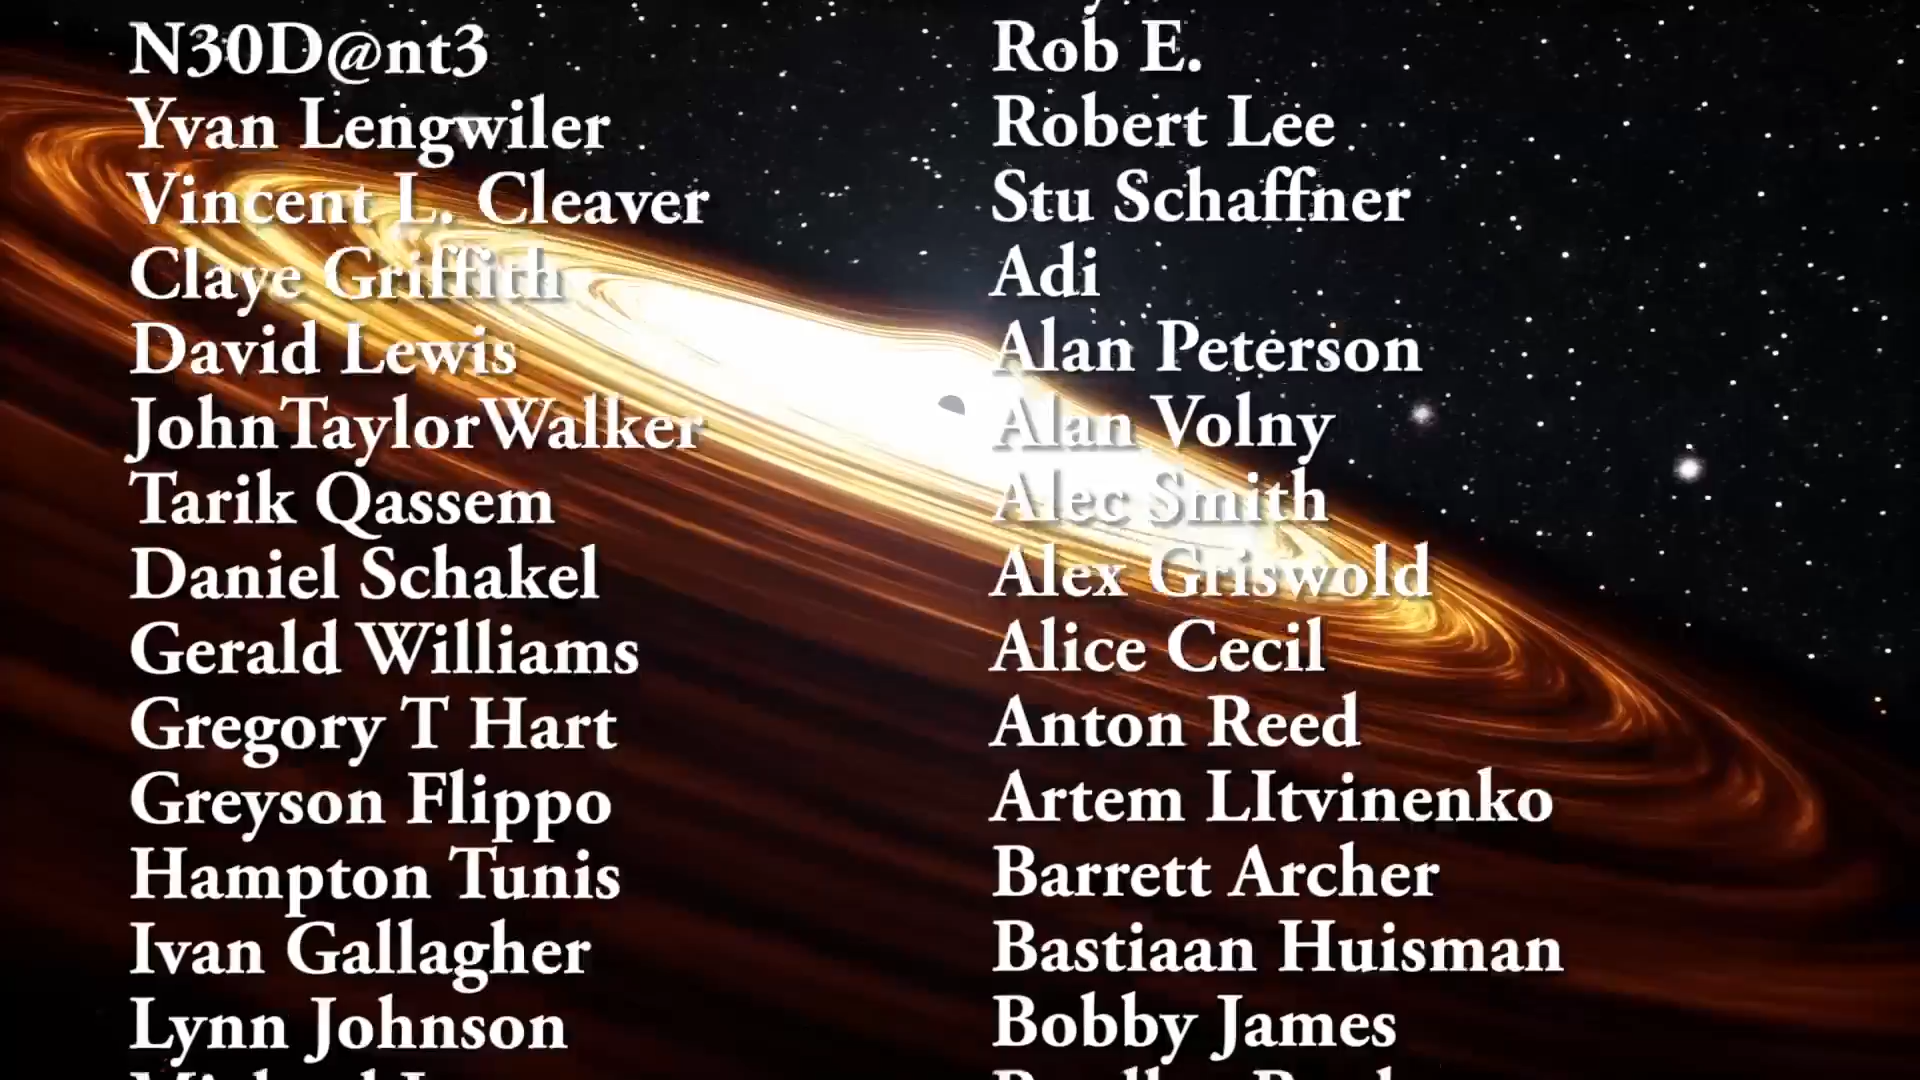 N30D@nt3
Yvan Lengwiler
Vincent L. Cleaver
Claye Griffith
David Lewis
JohnTaylorWalker
Tarik Qassem
Daniel Schakel
Gerald Williams
Gregory T Hart
Greyson Flippo
Hampton Tunis
Ivan Gallagher
Lynn Johnson
Rob E.
Robert Lee
Stu Schaffner
Adi
Alan Peterson
Alan Volny
Alec Smith
Alex Griswold
Alice Cecil
Anton Reed
Artem LItvinenko
Barrett Archer
Bastiaan Huisman
Bobby James